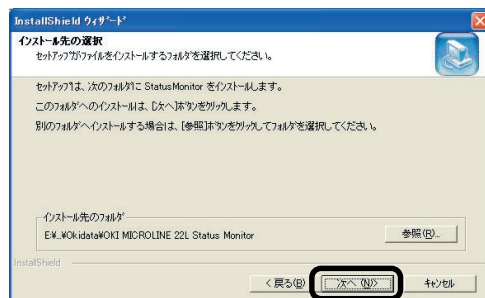 InstallShield ウィザード
インストール先の選択
セットアップがファイルをインストールするフォルダを選択してください。
セットアップは、次のフォルダに StatusMonitor をインストールします。
このフォルダへのインストールは、[次へ]ボタンをクリックします。
別のフォルダへインストールする場合は、[参照]ボタンをクリックしてフォルダを選択してください。
インストール先のフォルダ
E:¥...¥Okidata¥OKI MICROLINE 22L Status Monitor
参照(R)...
InstallShield
< 戻る(B)
次へ (N)>
キャンセル